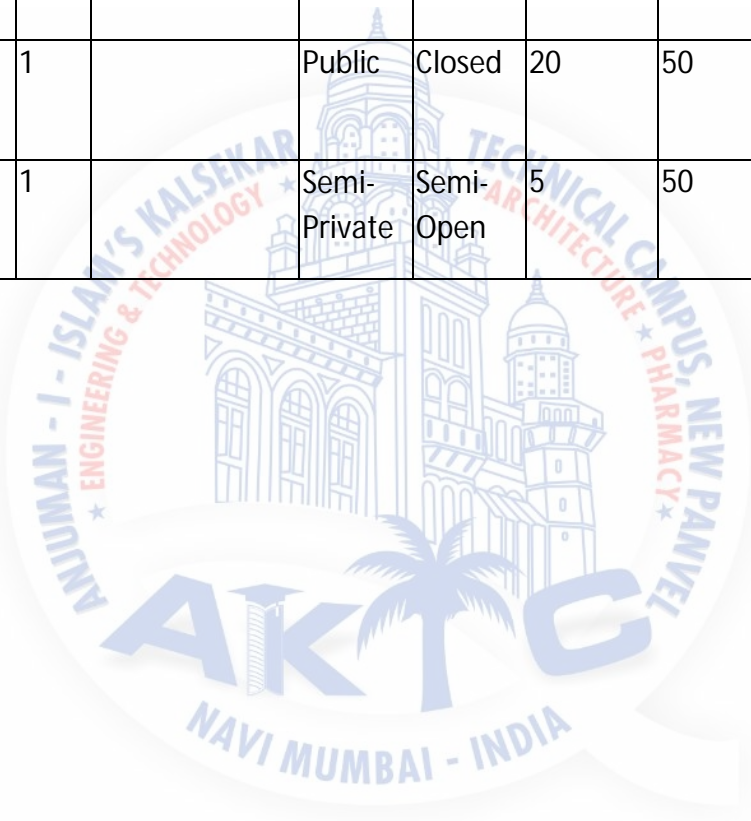 1 Public Closed 20 50
1 Semi- Semi- 5 50
Private Open
ANJUMAN - I - ISLAM'S KALSEKAR TECHNICAL CAMPUS, NEW PANVEL
★ ENGINEERING & TECHNOLOGY ★ ARCHITECTURE ★ PHARMACY ★
AKTC
NAVI MUMBAI - INDIA